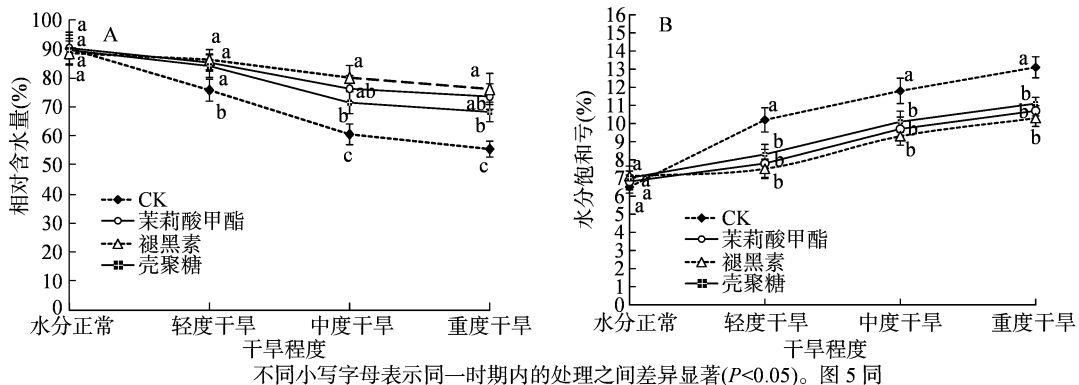 A
100
90
80
70
60
50
40
30
20
10
0
相对含水量(%)
a
a
a
a
a
a
a
b
a
ab
b
c
a
ab
b
c
CK
茉莉酸甲酯
褪黑素
壳聚糖
水分正常 轻度干旱 中度干旱 重度干旱
干旱程度
B
16
15
14
13
12
11
10
9
8
7
6
5
4
3
2
1
0
水分饱和亏(%)
a
a
a
a
a
b
b
b
a
b
b
b
a
b
b
b
CK
茉莉酸甲酯
褪黑素
壳聚糖
水分正常 轻度干旱 中度干旱 重度干旱
干旱程度
不同小写字母表示同一时期内的处理之间差异显著(P<0.05)。图 5 同